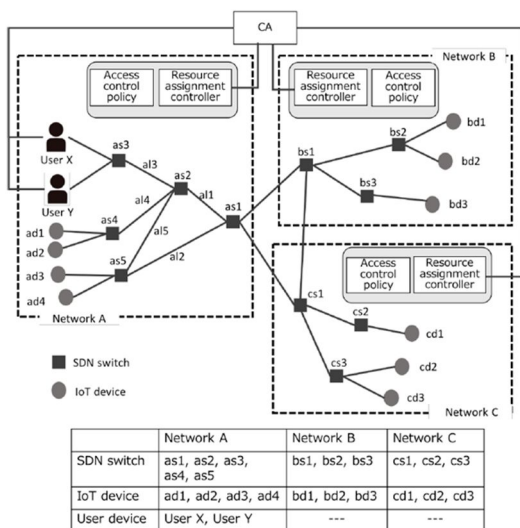 CA
Network B
Access control policy
Resource assignment controller
Resource assignment controller
Access control policy
User X
as3
al3
as2
al1
User Y
as4
al4
al5
as1
al2
ad1
ad2
ad3
as5
ad4
Network A
bs1
bs2
bd1
bd2
bs3
bd3
Access control policy
Resource assignment controller
cs1
cs2
cd1
cs3
cd2
cd3
Network C
SDN switch
IoT device
Network A Network B Network C
SDN switch as1, as2, as3, as4, as5 bs1, bs2, bs3 cs1, cs2, cs3
IoT device ad1, ad2, ad3, ad4 bd1, bd2, bd3 cd1, cd2, cd3
User device User X, User Y --- ---